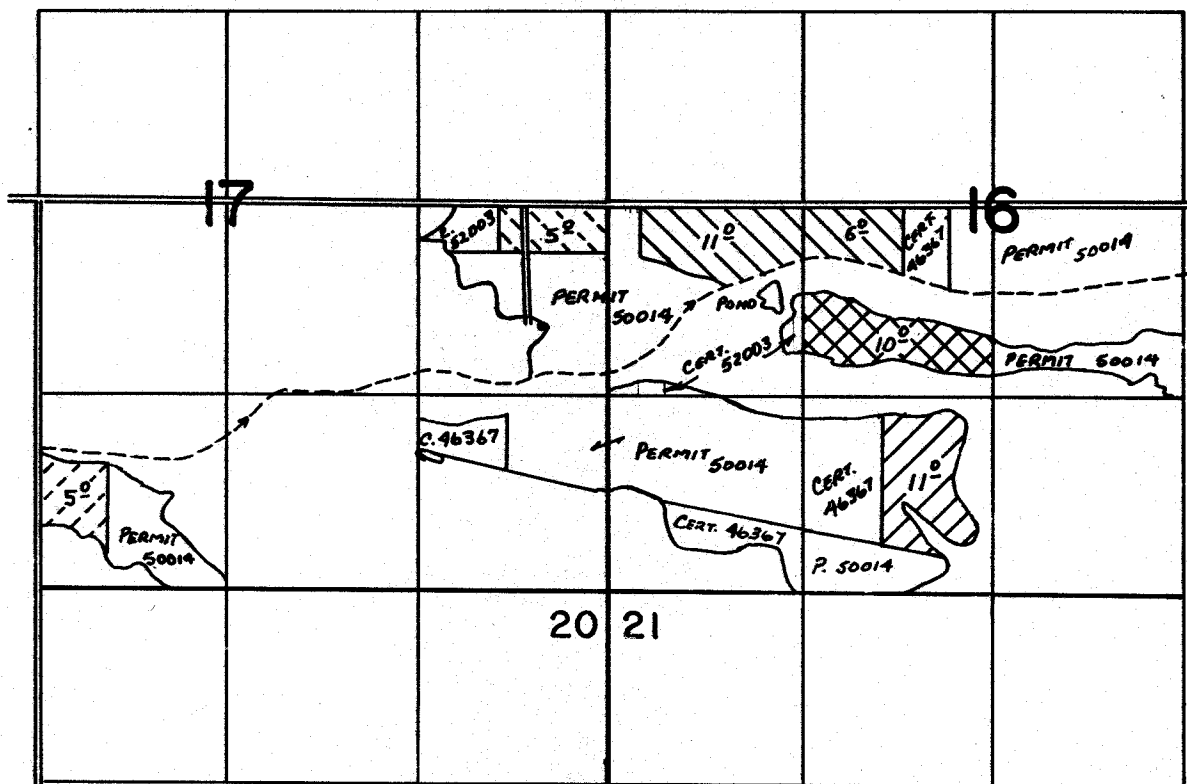 17
16
C.
52003
5º
11º
6º
CERT.
46367
PERMIT 50014
PERMIT
50014
POND
CERT.
52003
10º
PERMIT 50014
C. 46367
PERMIT
50014
CERT.
46367
11º
5º
PERMIT
50014
CERT. 46367
P. 50014
20 21